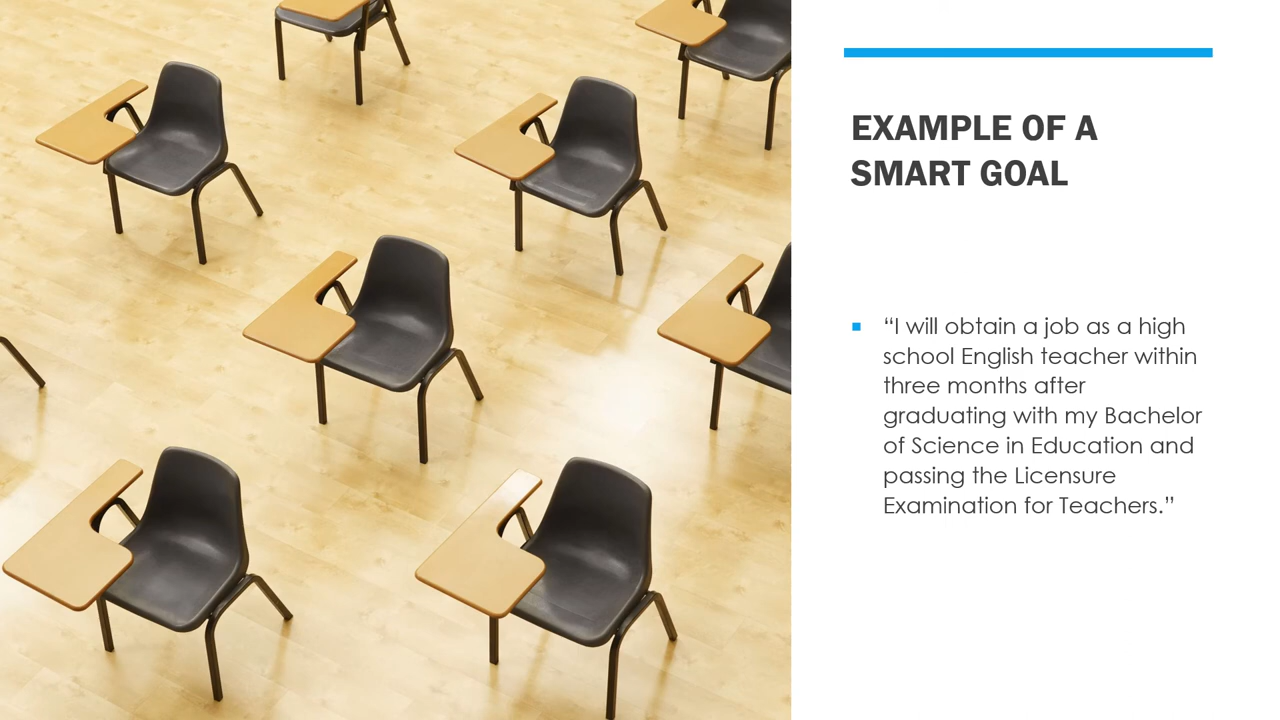 EXAMPLE OF A
SMART GOAL
“I will obtain a job as a high
school English teacher within
three months after
graduating with my Bachelor
of Science in Education and
passing the Licensure
Examination for Teachers.”